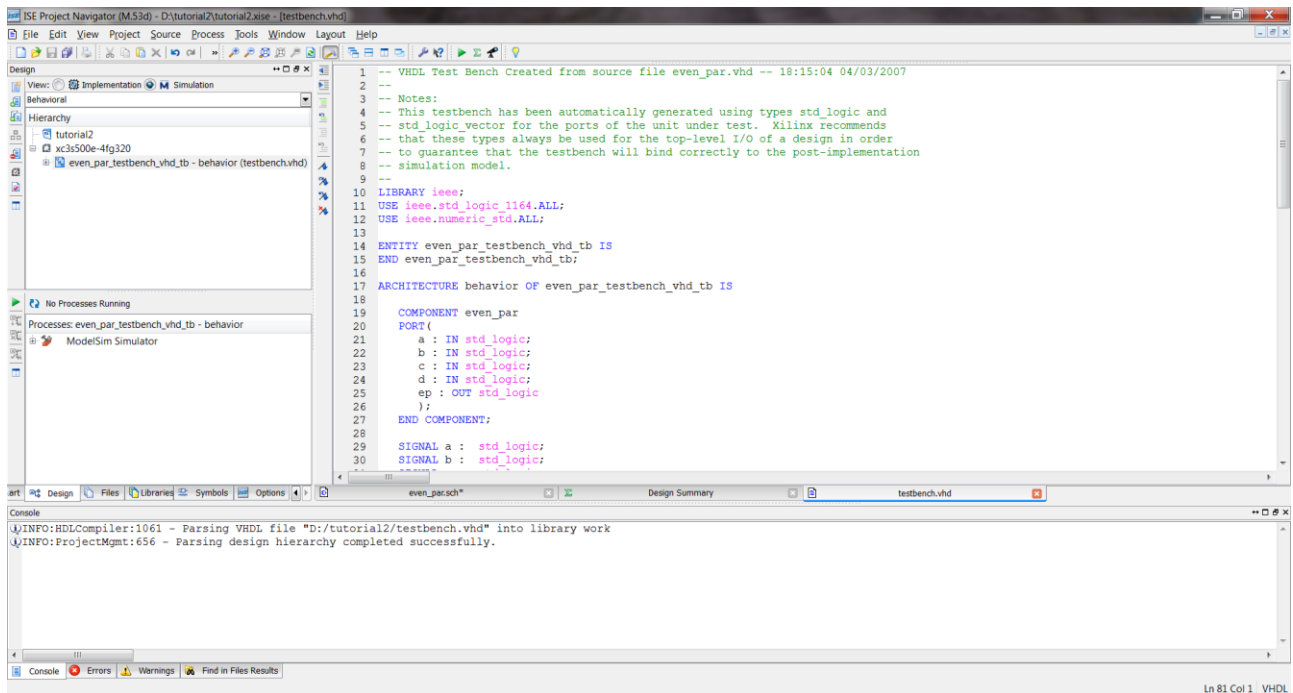 ISE Project Navigator (M.53d) - D:\tutorial2\tutorial2.xise - [testbench.vhd]
File Edit View Project Source Process Tools Window Layout Help
Design
View: Implementation Simulation
Behavioral
Hierarchy
tutorial2
xc3s500e-4fg320
even_par_testbench_vhd_tb - behavior (testbench.vhd)
No Processes Running
Processes: even_par_testbench_vhd_tb - behavior
ModelSim Simulator
1 -- VHDL Test Bench Created from source file even_par.vhd -- 18:15:04 04/03/2007
2 --
3 -- Notes:
4 -- This testbench has been automatically generated using types std_logic and
5 -- std_logic_vector for the ports of the unit under test. Xilinx recommends
6 -- that these types always be used for the top-level I/O of a design in order
7 -- to guarantee that the testbench will bind correctly to the post-implementation
8 -- simulation model.
9 --
10 LIBRARY ieee;
11 USE ieee.std_logic_1164.ALL;
12 USE ieee.numeric_std.ALL;
13
14 ENTITY even_par_testbench_vhd_tb IS
15 END even_par_testbench_vhd_tb;
16
17 ARCHITECTURE behavior OF even_par_testbench_vhd_tb IS
18
19 COMPONENT even_par
20 PORT(
21 a : IN std_logic;
22 b : IN std_logic;
23 c : IN std_logic;
24 d : IN std_logic;
25 ep : OUT std_logic
26 );
27 END COMPONENT;
28
29 SIGNAL a : std_logic;
30 SIGNAL b : std_logic;
art Design Files Libraries Symbols Options
even_par.sch* Design Summary testbench.vhd
Console
INFO:HDLCompiler:1061 - Parsing VHDL file "D:/tutorial2/testbench.vhd" into library work
INFO:ProjectMgmt:656 - Parsing design hierarchy completed successfully.
Console Errors Warnings Find in Files Results
Ln 81 Col 1 VHDL